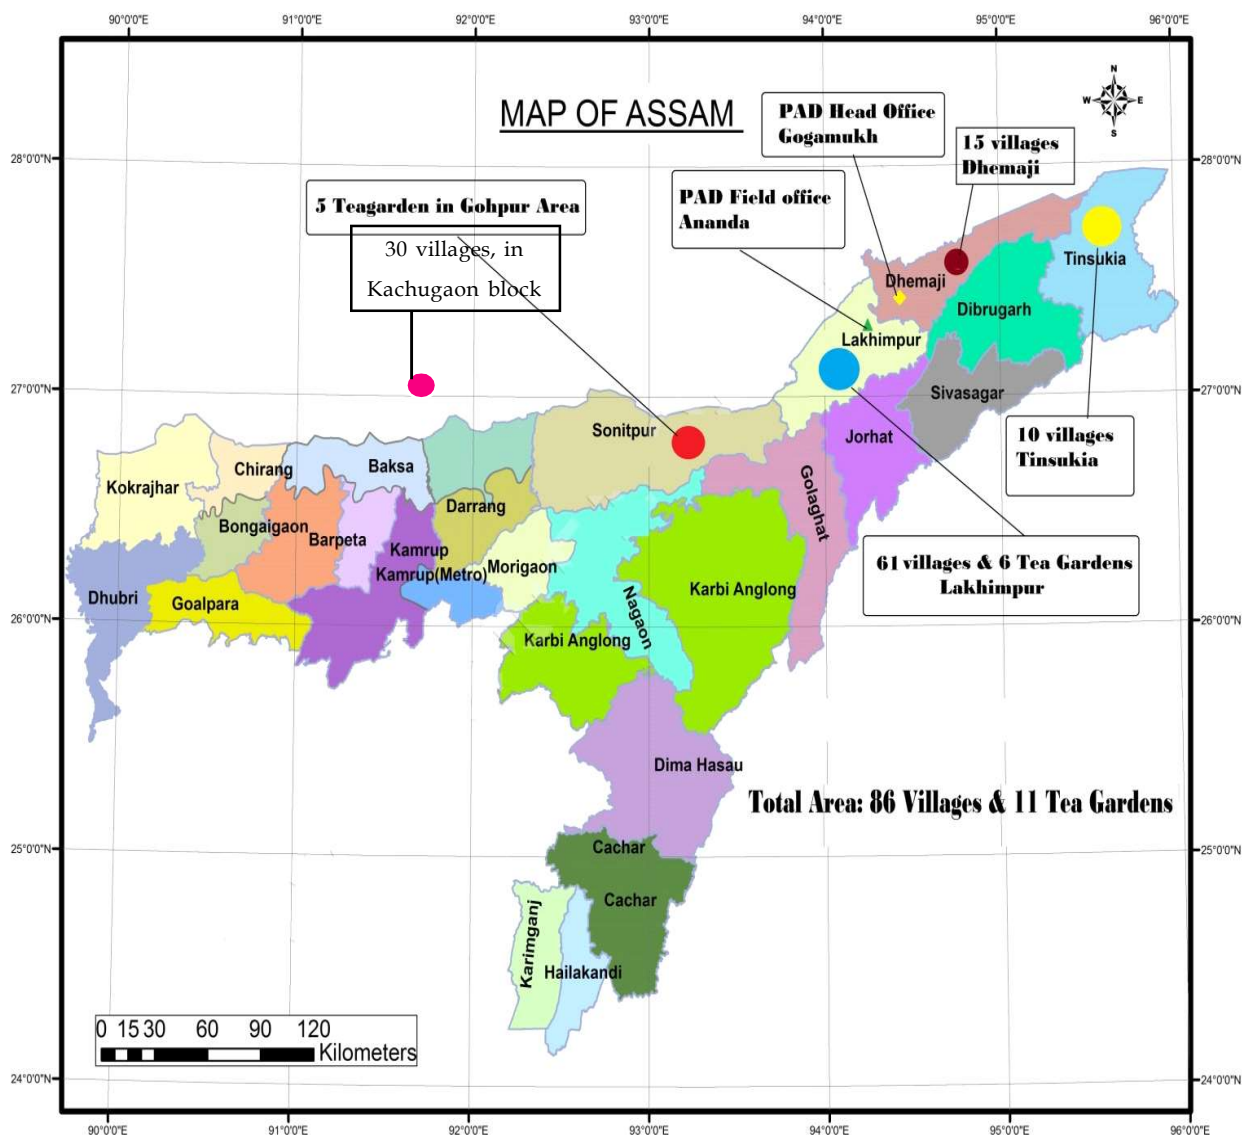 90°0'0"E 91°0'0"E 92°0'0"E 93°0'0"E 94°0'0"E 95°0'0"E 96°0'0"E
MAP OF ASSAM
N
W E
S
PAD Head Office
Gogamukh
15 villages
Dhemaji
28°0'0"N 28°0'0"N
PAD Field office
Ananda
5 Teagarden in Gohpur Area
30 villages, in
Kachugaon block
Tinsukia
Dhemaji
Dibrugarh
Lakhimpur
27°0'0"N 27°0'0"N
Sivasagar
Sonitpur
Jorhat
10 villages
Tinsukia
Kokrajhar
Chirang
Baksa
Golaghat
Darrang
Bongaigaon
Barpeta
Kamrup
Kamrup(Metro)
Morigaon
61 villages & 6 Tea Gardens
Lakhimpur
Dhubri
Goalpara
Nagaon
Karbi Anglong
26°0'0"N 26°0'0"N
Karbi Anglong
Dima Hasau
Total Area: 86 Villages & 11 Tea Gardens
25°0'0"N 25°0'0"N
Cachar
Cachar
Karimganj
Hailakandi
0 15 30 60 90 120
Kilometers
24°0'0"N 24°0'0"N
90°0'0"E 91°0'0"E 92°0'0"E 93°0'0"E 94°0'0"E 95°0'0"E 96°0'0"E